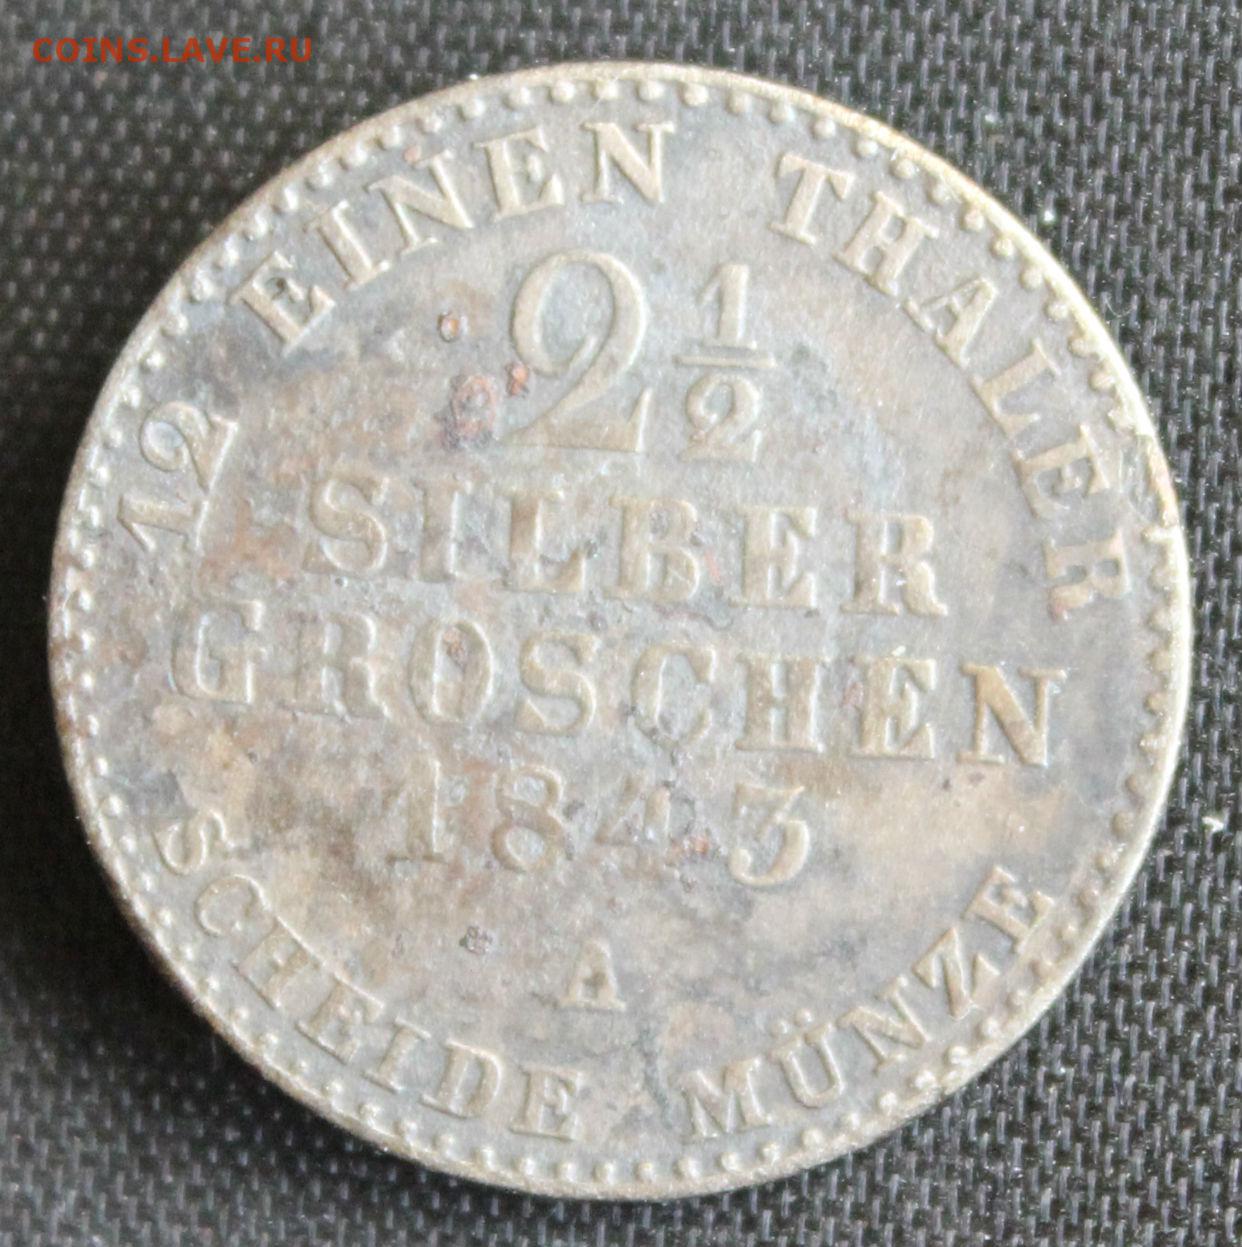 COINS.LAVE.RU
12 EINEN THALER
2 1/2
SILBER
GROSCHEN
1843
A
SCHEIDE MÜNZE